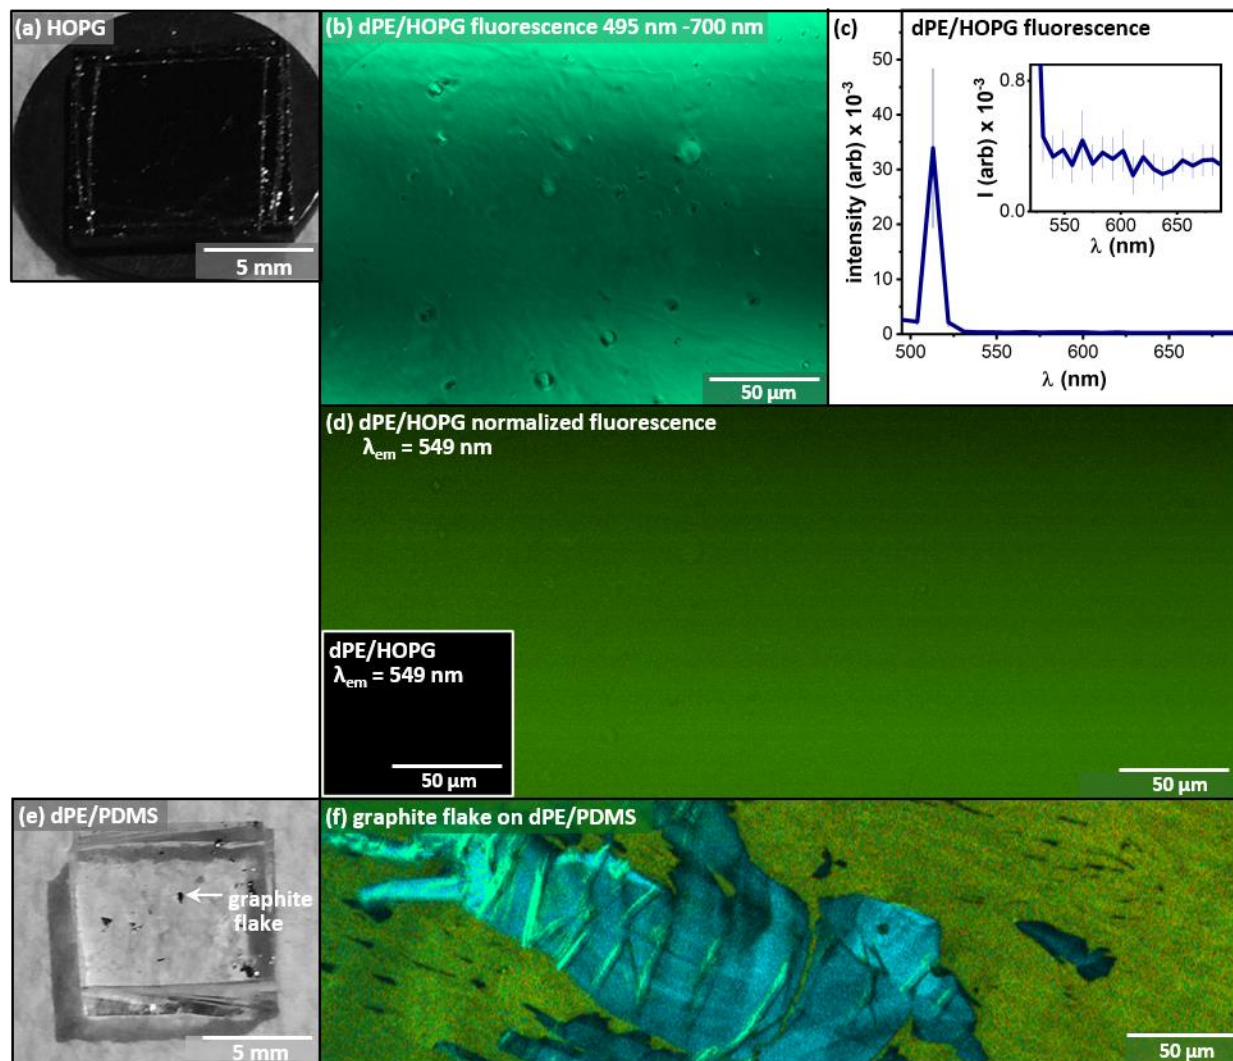 (a) HOPG
5 mm
(b) dPE/HOPG fluorescence 495 nm -700 nm
50 μm
(c) dPE/HOPG fluorescence
intensity (arb) x 10⁻³
50
40
30
20
10
0
500
550
600
650
λ (nm)
I (arb) x 10⁻³
0.8
0.0
550
600
650
λ (nm)
(d) dPE/HOPG normalized fluorescence
λem = 549 nm
50 μm
dPE/HOPG
λem = 549 nm
50 μm
(e) dPE/PDMS
graphite
flake
5 mm
(f) graphite flake on dPE/PDMS
50 μm